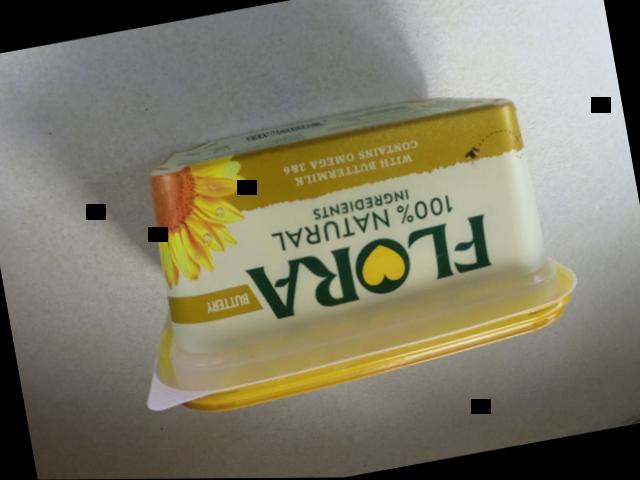 FLORA
BUTTERY
100% NATURAL
INGREDIENTS
WITH BUTTERMILK
CONTAINS OMEGA 3&6